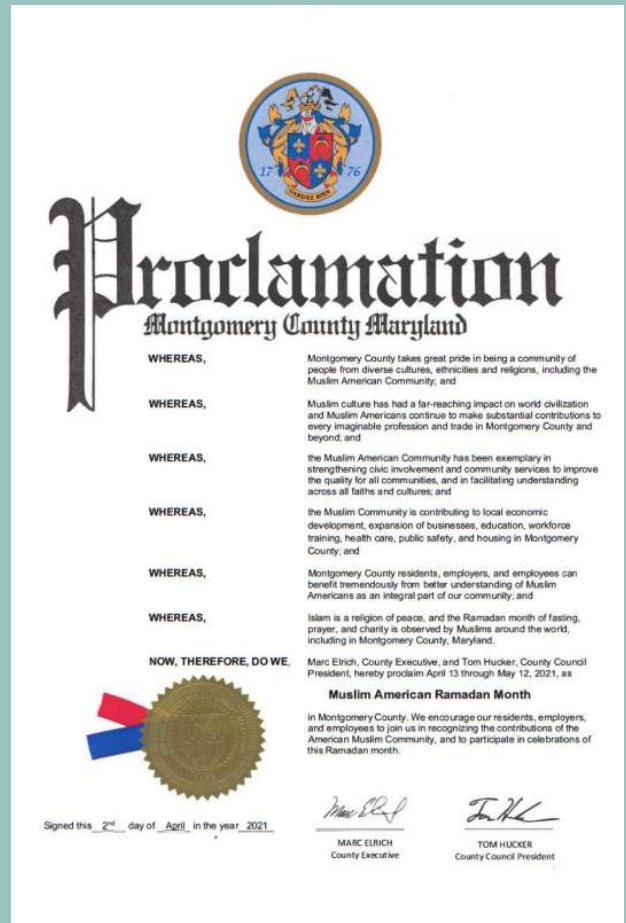 17 76
GARDEZ BIEN
Proclamation
Montgomery County Maryland
WHEREAS, Montgomery County takes great pride in being a community of
people from diverse cultures, ethnicities and religions, including the
Muslim American Community; and
WHEREAS, Muslim culture has had a far-reaching impact on world civilization
and Muslim Americans continue to make substantial contributions to
every imaginable profession and trade in Montgomery County and
beyond; and
WHEREAS, the Muslim American Community has been exemplary in
strengthening civic involvement and community services to improve
the quality for all communities, and in facilitating understanding
across all faiths and cultures; and
WHEREAS, the Muslim Community is contributing to local economic
development, expansion of businesses, education, workforce
training, health care, public safety, and housing in Montgomery
County; and
WHEREAS, Montgomery County residents, employers, and employees can
benefit tremendously from better understanding of Muslim
Americans as an integral part of our community; and
WHEREAS, Islam is a religion of peace, and the Ramadan month of fasting,
prayer, and charity is observed by Muslims around the world,
including in Montgomery County, Maryland.
NOW, THEREFORE, DO WE, Marc Elrich, County Executive, and Tom Hucker, County Council
President, hereby proclaim April 13 through May 12, 2021, as
Muslim American Ramadan Month
in Montgomery County. We encourage our residents, employers,
and employees to join us in recognizing the contributions of the
American Muslim Community, and to participate in celebrations of
this Ramadan month.
Signed this 2nd day of April in the year 2021
MARC ELRICH
County Executive
TOM HUCKER
County Council President